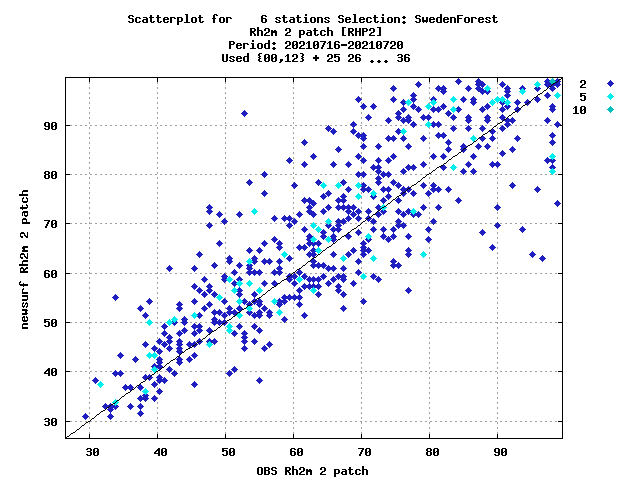 Scatterplot for    6 stations Selection: SwedenForest
Rh2m 2 patch [RHP2]
Period: 20210716-20210720
Used {00,12} + 25 26 ... 36
2
5
10
90
80
70
60
50
40
30
newsurf Rh2m 2 patch
30 40 50 60 70 80 90
OBS Rh2m 2 patch